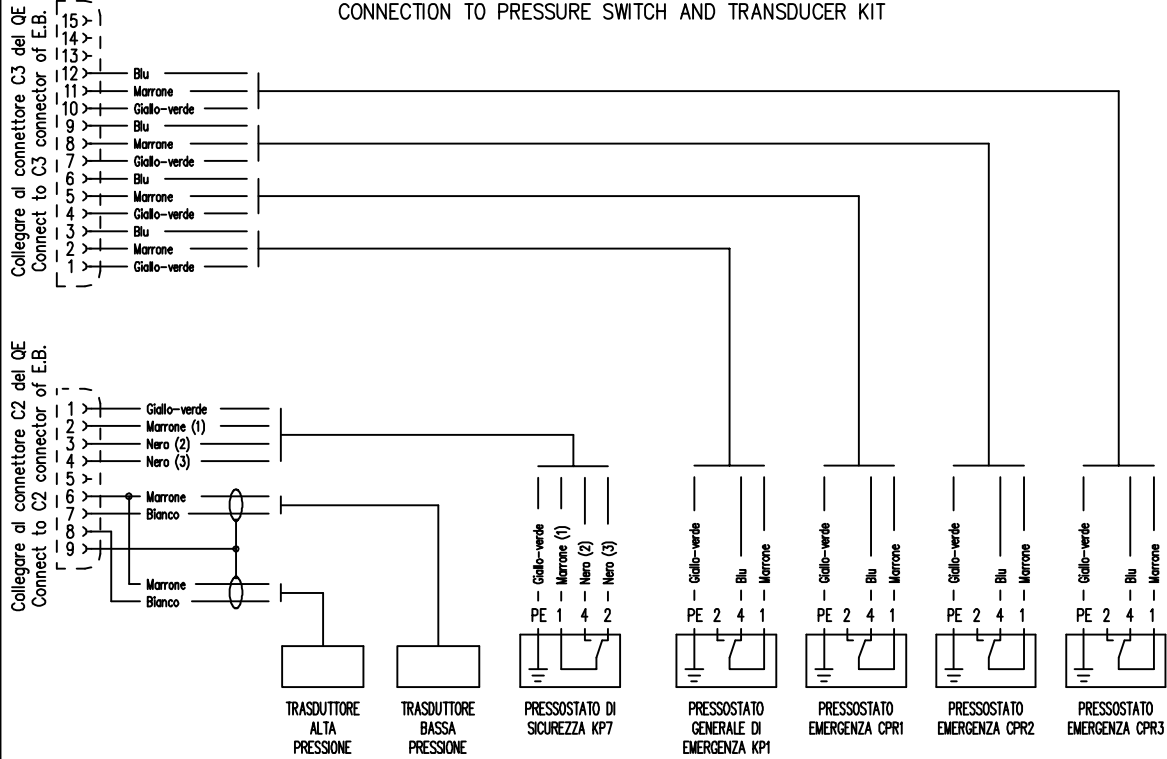 CONNECTION TO PRESSURE SWITCH AND TRANSDUCER KIT
Collegare al connettore C3 del QE
Connect to C3 connector of E.B.
15
14
13
12 Blu
11 Marrone
10 Giallo-verde
9 Blu
8 Marrone
7 Giallo-verde
6 Blu
5 Marrone
4 Giallo-verde
3 Blu
2 Marrone
1 Giallo-verde
Collegare al connettore C2 del QE
Connect to C2 connector of E.B.
1 Giallo-verde
2 Marrone (1)
3 Nero (2)
4 Nero (3)
5
6 Marrone
7 Bianco
8
9
Marrone
Bianco
TRASDUTTORE
ALTA
PRESSIONE
TRASDUTTORE
BASSA
PRESSIONE
Giallo-verde
Marrone (1)
Nero (2)
Nero (3)
PE 1 4 2
PRESSOSTATO DI
SICUREZZA KP7
Giallo-verde
Blu
Marrone
PE 2 4 1
PRESSOSTATO
GENERALE DI
EMERGENZA KP1
Giallo-verde
Blu
Marrone
PE 2 4 1
PRESSOSTATO
EMERGENZA CPR1
Giallo-verde
Blu
Marrone
PE 2 4 1
PRESSOSTATO
EMERGENZA CPR2
Giallo-verde
Blu
Marrone
PE 2 4 1
PRESSOSTATO
EMERGENZA CPR3